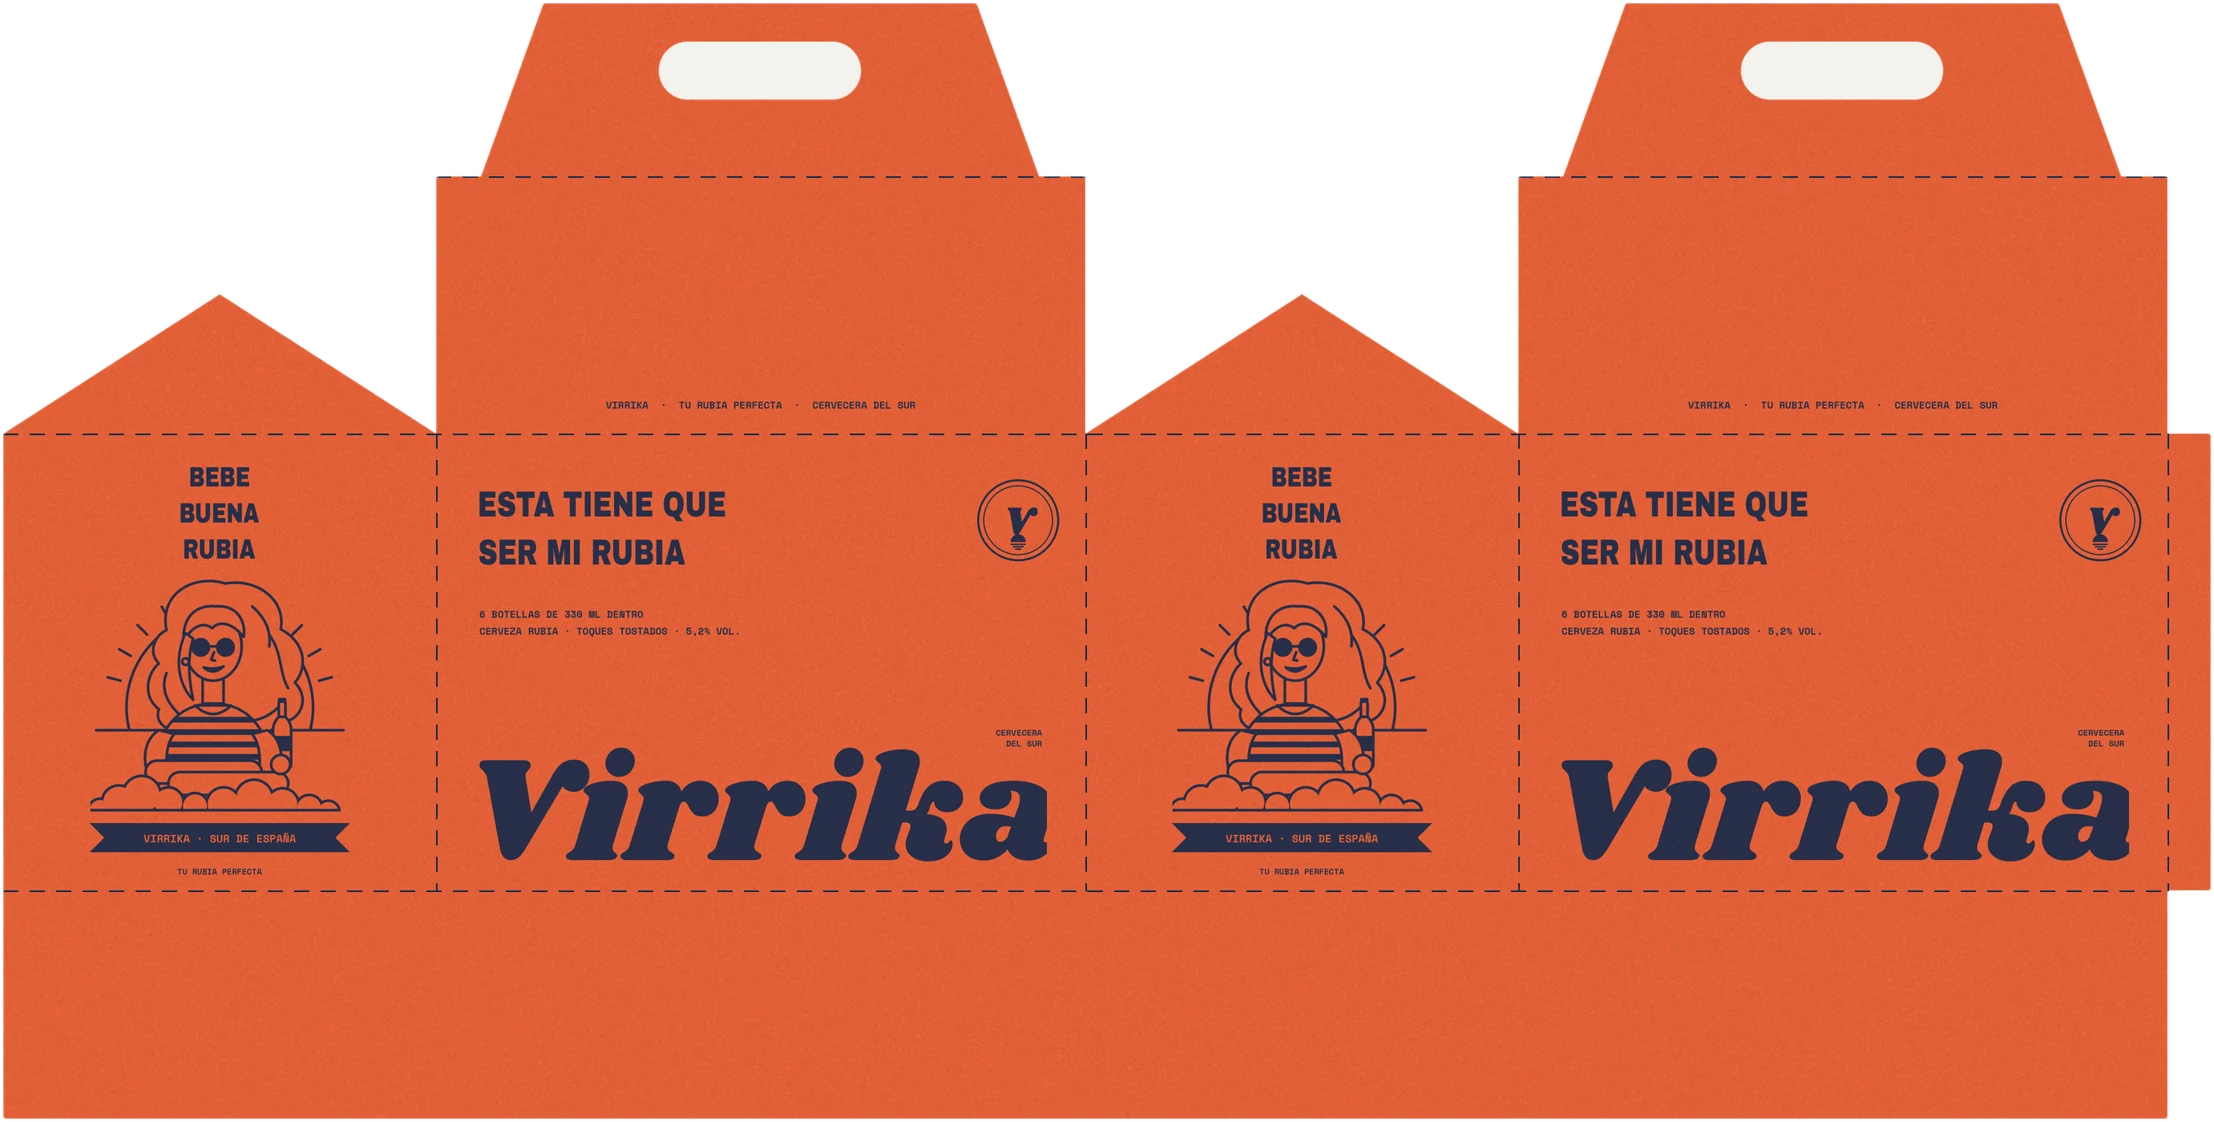 VIRRIKA · TU RUBIA PERFECTA · CERVECERA DEL SUR
VIRRIKA · TU RUBIA PERFECTA · CERVECERA DEL SUR
BEBE
BUENA
RUBIA
VIRRIKA · SUR DE ESPAÑA
TU RUBIA PERFECTA
ESTA TIENE QUE
SER MI RUBIA
V
6 BOTELLAS DE 330 ML DENTRO
CERVEZA RUBIA · TOQUES TOSTADOS · 5,2% VOL.
CERVECERA
DEL SUR
Virrika
BEBE
BUENA
RUBIA
VIRRIKA · SUR DE ESPAÑA
TU RUBIA PERFECTA
ESTA TIENE QUE
SER MI RUBIA
V
6 BOTELLAS DE 330 ML DENTRO
CERVEZA RUBIA · TOQUES TOSTADOS · 5,2% VOL.
CERVECERA
DEL SUR
Virrika